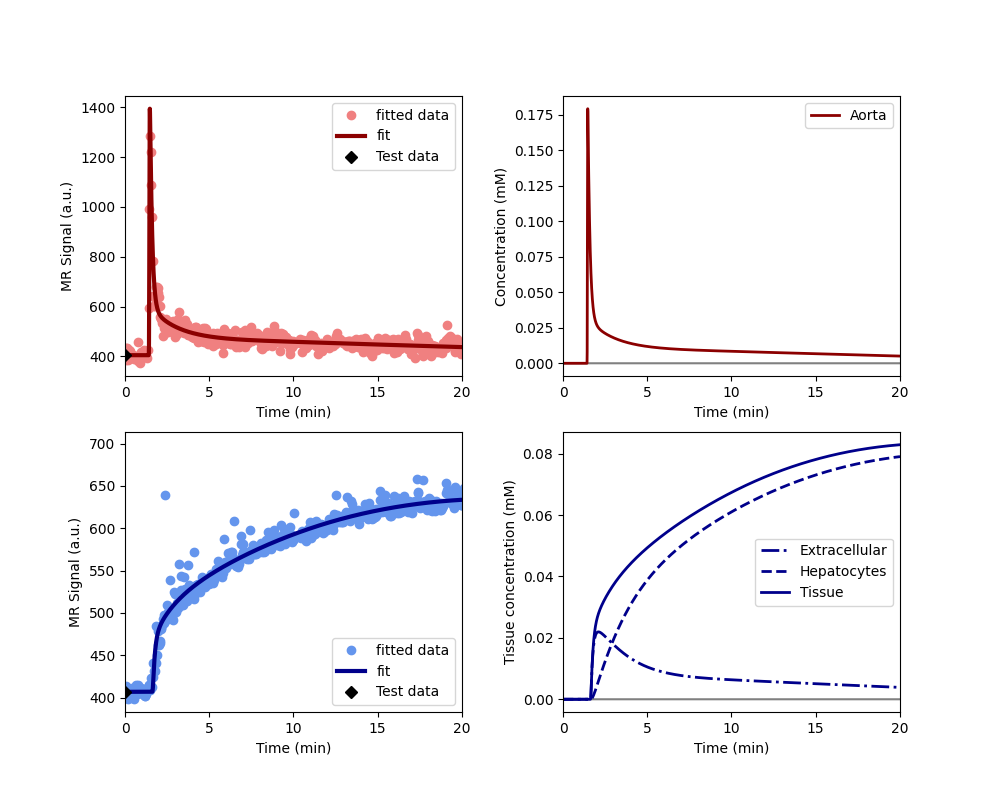 1400
1200
1000
800
600
400
MR Signal (a.u.)
0 5 10 15 20
Time (min)
fitted data
fit
Test data
0.175
0.150
0.125
0.100
0.075
0.050
0.025
0.000
Concentration (mM)
0 5 10 15 20
Time (min)
Aorta
700
650
600
550
500
450
400
MR Signal (a.u.)
0 5 10 15 20
Time (min)
fitted data
fit
Test data
0.08
0.06
0.04
0.02
0.00
Tissue concentration (mM)
0 5 10 15 20
Time (min)
Extracellular
Hepatocytes
Tissue